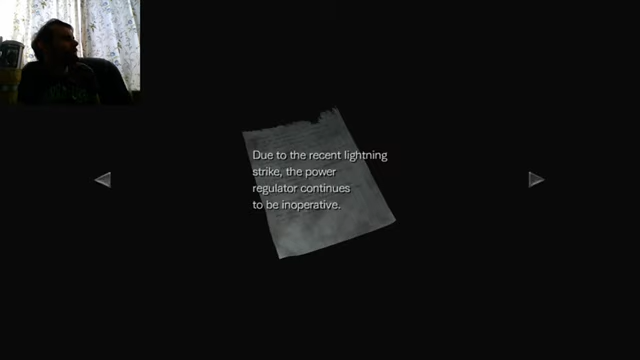 Due to the recent lightning
strike, the power
regulator continues
to be inoperative.